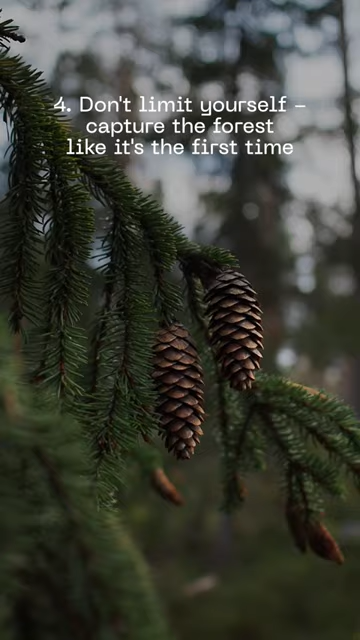 4. Don't limit yourself –
capture the forest
like it's the first time